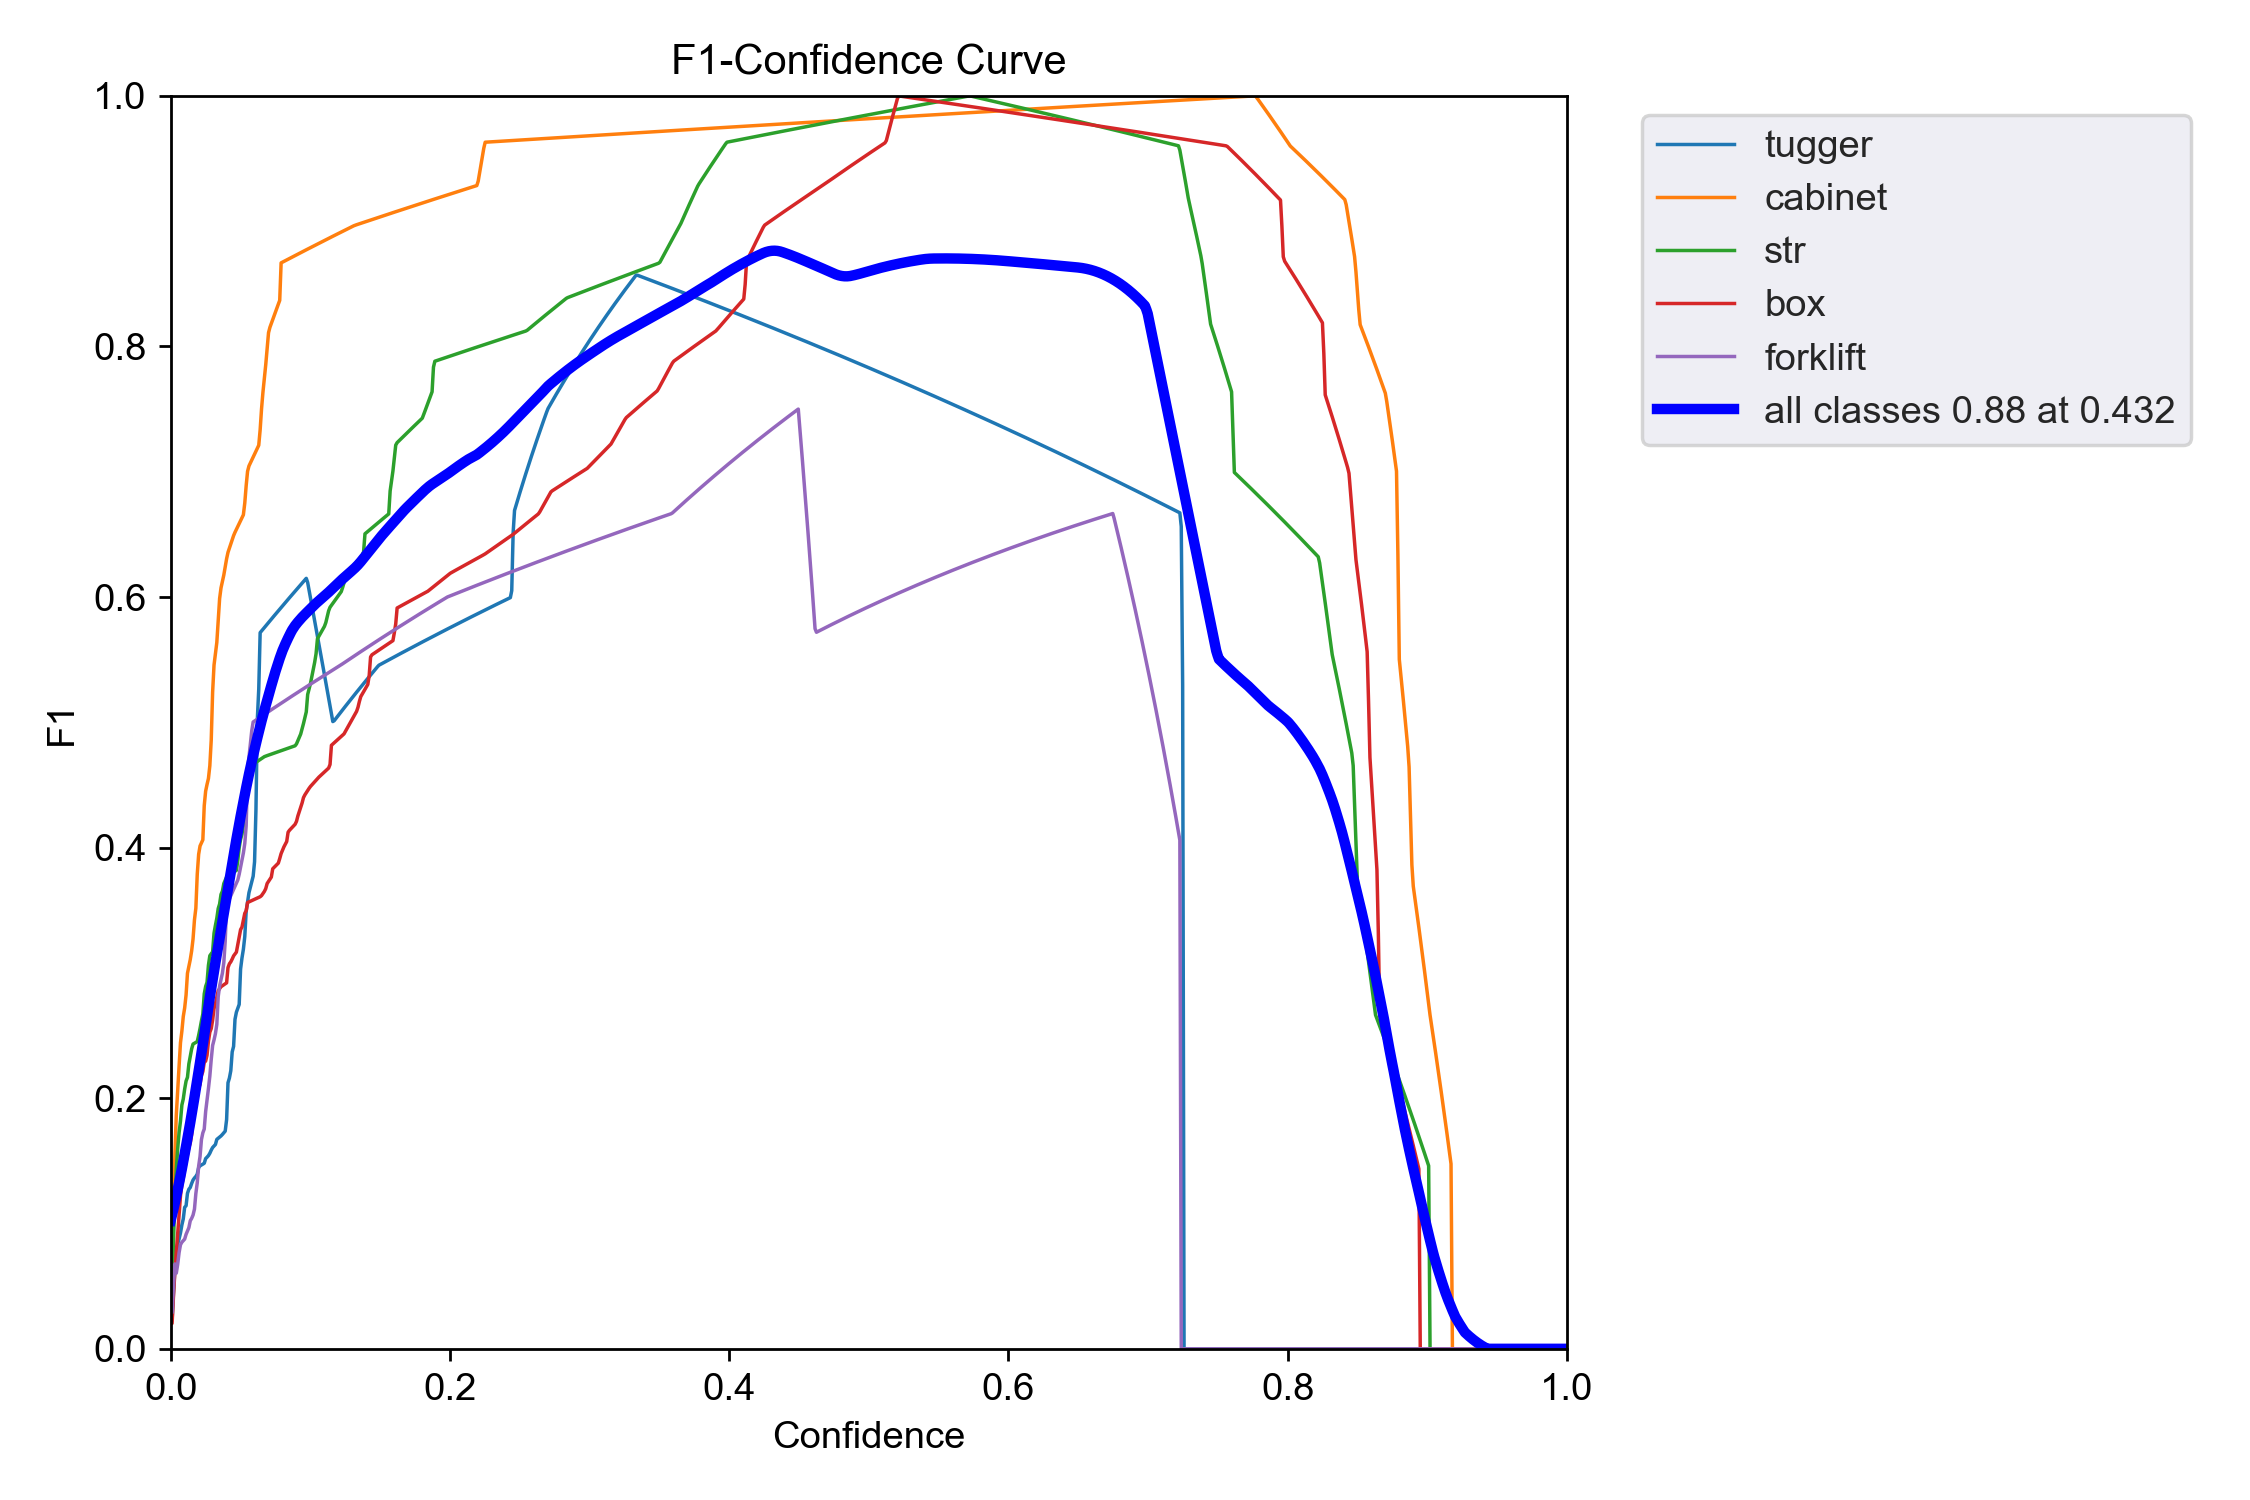 F1-Confidence Curve
1.0
0.8
0.6
0.4
0.2
0.0
F1
0.0 0.2 0.4 0.6 0.8 1.0
Confidence
tugger
cabinet
str
box
forklift
all classes 0.88 at 0.432